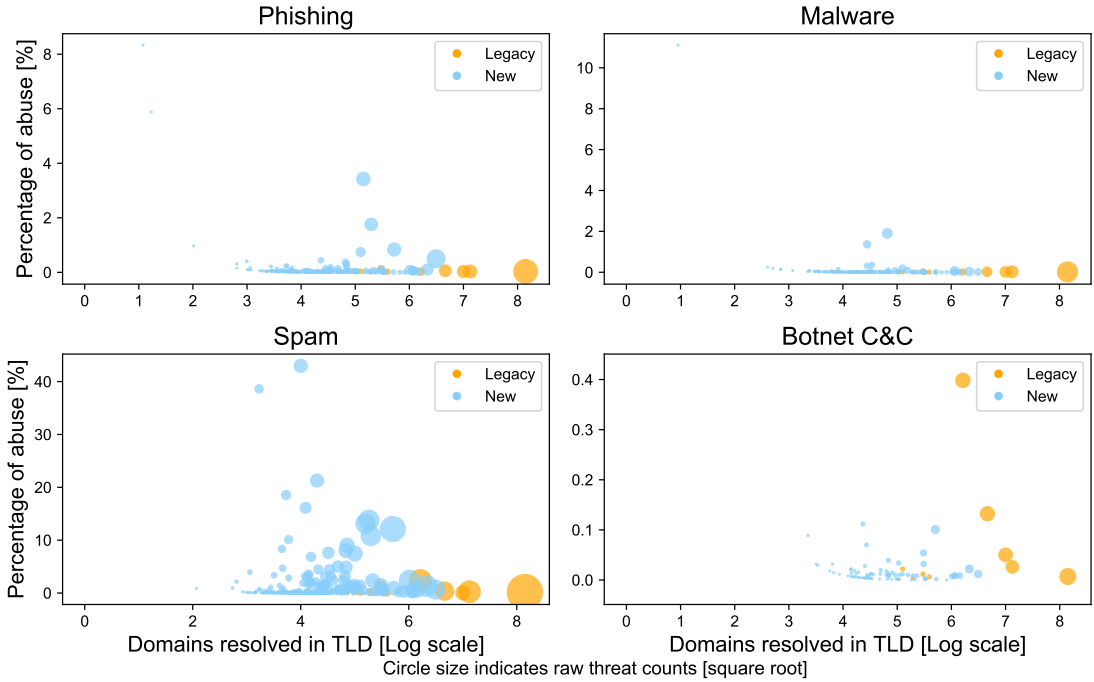 Phishing
Malware
Percentage of abuse [%]
8
6
4
2
0
Legacy
New
0 1 2 3 4 5 6 7 8
10
8
6
4
2
0
Legacy
New
0 1 2 3 4 5 6 7 8
Spam
Botnet C&C
Percentage of abuse [%]
40
30
20
10
0
Legacy
New
0 1 2 3 4 5 6 7 8
Domains resolved in TLD [Log scale]
0.4
0.3
0.2
0.1
0.0
Legacy
New
0 1 2 3 4 5 6 7 8
Domains resolved in TLD [Log scale]
Circle size indicates raw threat counts [square root]